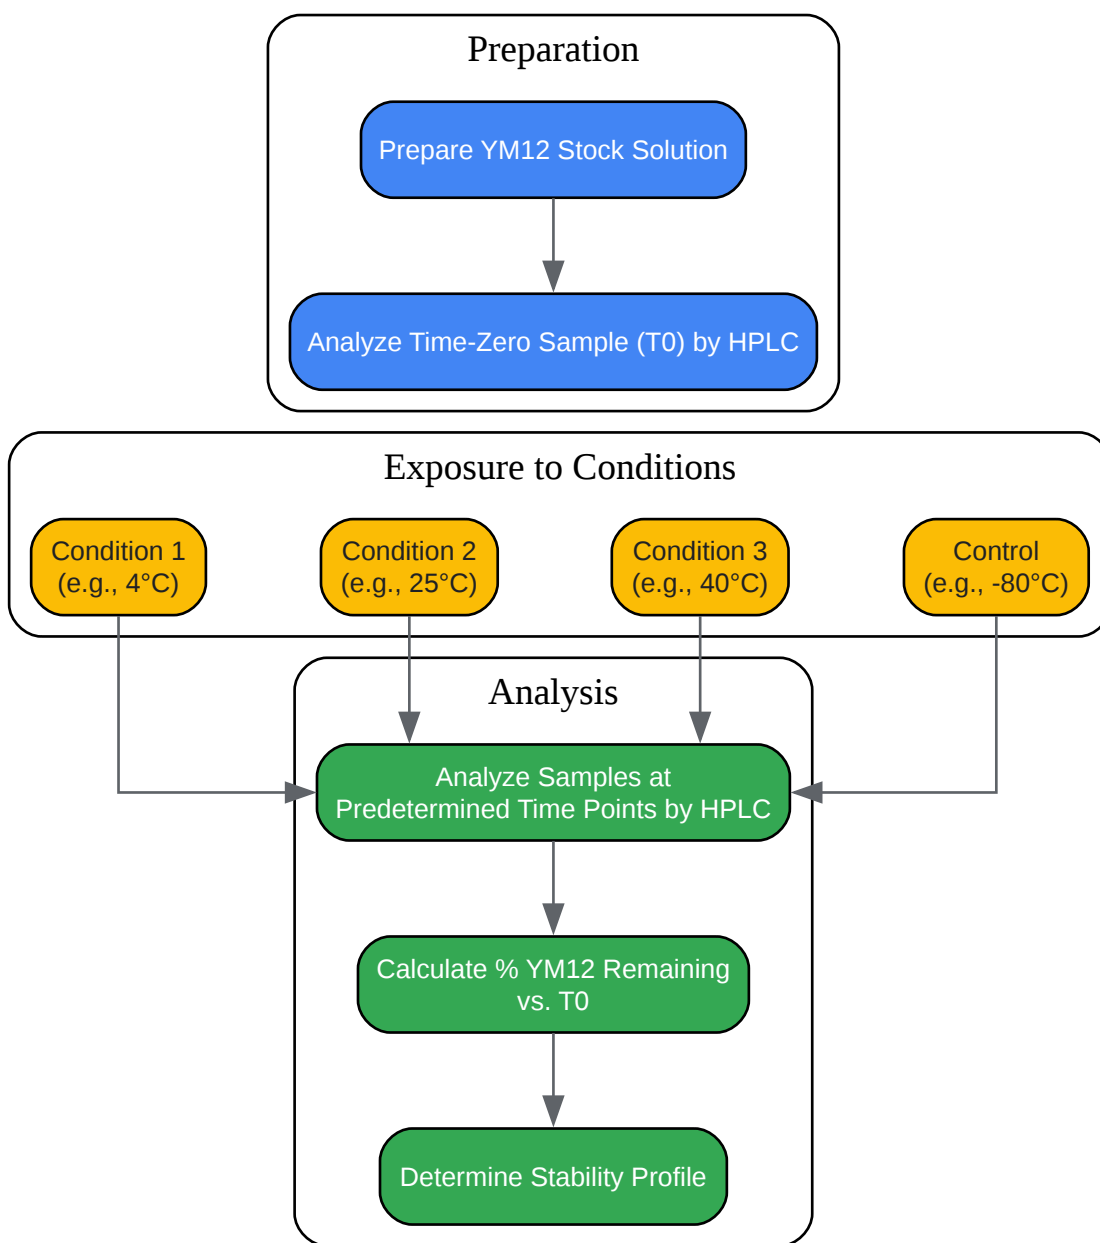 Preparation
Prepare YM12 Stock Solution
Analyze Time-Zero Sample (T0) by HPLC
Exposure to Conditions
Condition 1
(e.g., 4°C)
Condition 2
(e.g., 25°C)
Condition 3
(e.g., 40°C)
Control
(e.g., -80°C)
Analysis
Analyze Samples at
Predetermined Time Points by HPLC
Calculate % YM12 Remaining
vs. T0
Determine Stability Profile